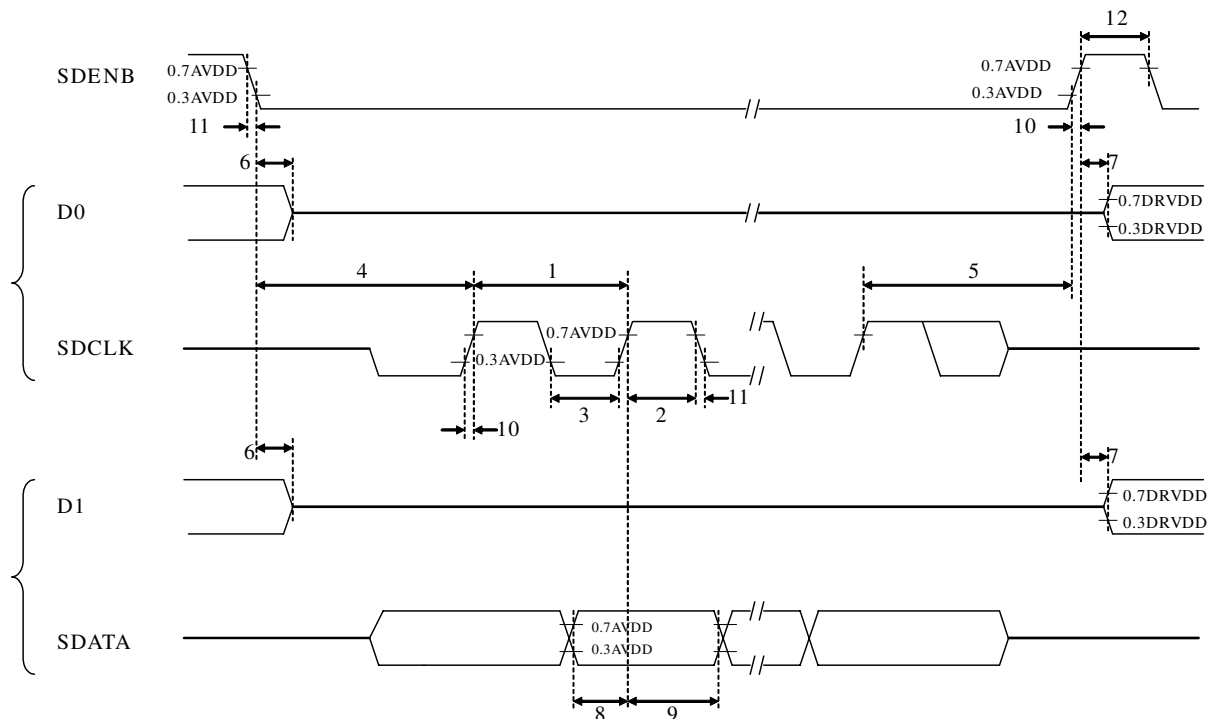 12
SDENB
0.7AVDD
0.3AVDD
0.7AVDD
0.3AVDD
11
10
6
7
D0
0.7DRVDD
0.3DRVDD
4
1
5
SDCLK
0.7AVDD
0.3AVDD
3
2
11
10
6
7
D1
0.7DRVDD
0.3DRVDD
SDATA
0.7AVDD
0.3AVDD
8
9